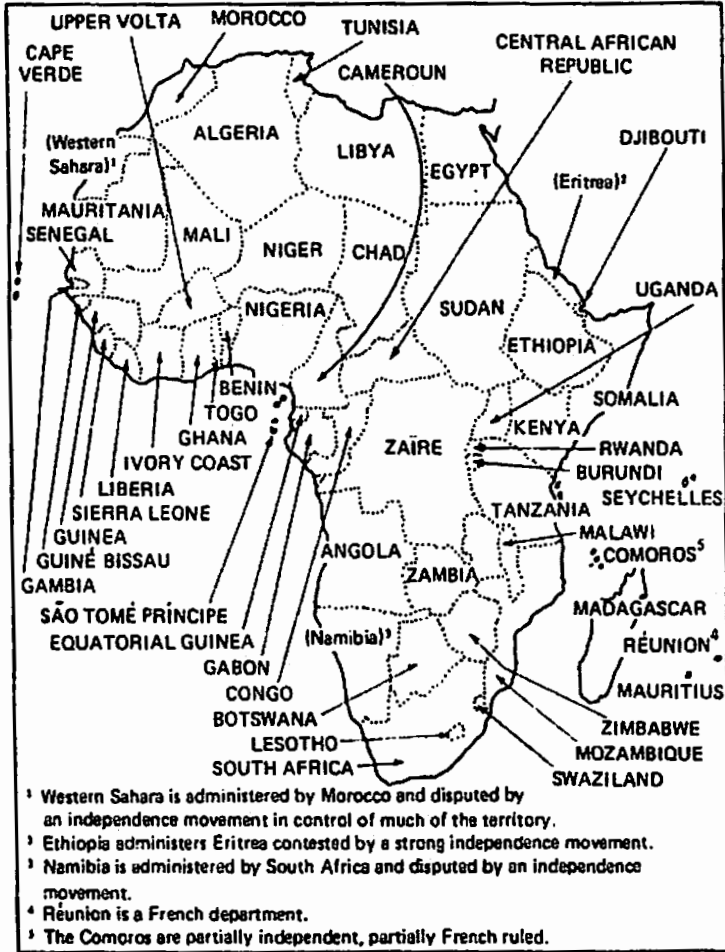 UPPER VOLTA
MOROCCO
TUNISIA
CAPE
VERDE
CAMEROUN
CENTRAL AFRICAN
REPUBLIC
(Western
Sahara)¹
ALGERIA
LIBYA
EGYPT
DJIBOUTI
(Eritrea)²
MAURITANIA
SENEGAL
MALI
NIGER
CHAD
UGANDA
NIGERIA
SUDAN
ETHIOPIA
BENIN
TOGO
GHANA
IVORY COAST
LIBERIA
SIERRA LEONE
GUINEA
GUINÉ BISSAU
GAMBIA
SOMALIA
KENYA
ZAÏRE
RWANDA
BURUNDI
SEYCHELLES
TANZANIA
MALAWI
COMOROS⁵
ANGOLA
ZAMBIA
SÃO TOMÉ PRÍNCIPE
EQUATORIAL GUINEA
(Namibia)³
GABON
CONGO
BOTSWANA
LESOTHO
SOUTH AFRICA
MADAGASCAR
RÉUNION⁴
MAURITIUS
ZIMBABWE
MOZAMBIQUE
SWAZILAND
¹ Western Sahara is administered by Morocco and disputed by
an independence movement in control of much of the territory.
² Ethiopia administers Eritrea contested by a strong independence movement.
³ Namibia is administered by South Africa and disputed by an independence
movement.
⁴ Réunion is a French department.
⁵ The Comoros are partially independent, partially French ruled.